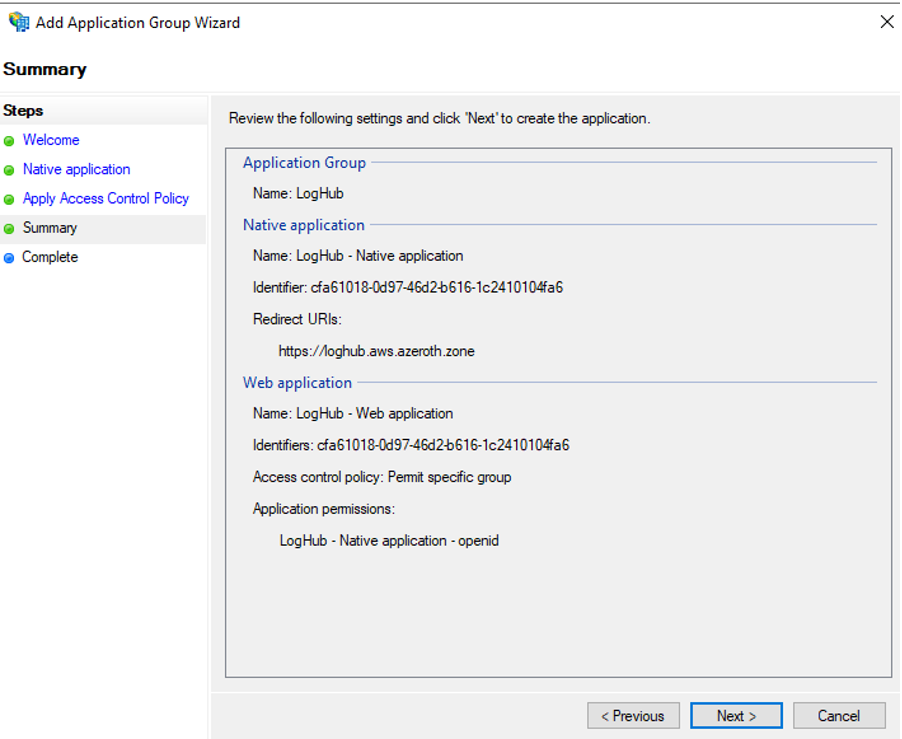 Add Application Group Wizard
Summary
Steps
Welcome
Native application
Apply Access Control Policy
Summary
Complete
Review the following settings and click 'Next' to create the application.
Application Group
Name: LogHub
Native application
Name: LogHub - Native application
Identifier: cfa61018-0d97-46d2-b616-1c2410104fa6
Redirect URIs:
https://loghub.aws.azeroth.zone
Web application
Name: LogHub - Web application
Identifiers: cfa61018-0d97-46d2-b616-1c2410104fa6
Access control policy: Permit specific group
Application permissions:
LogHub - Native application - openid
< Previous
Next >
Cancel